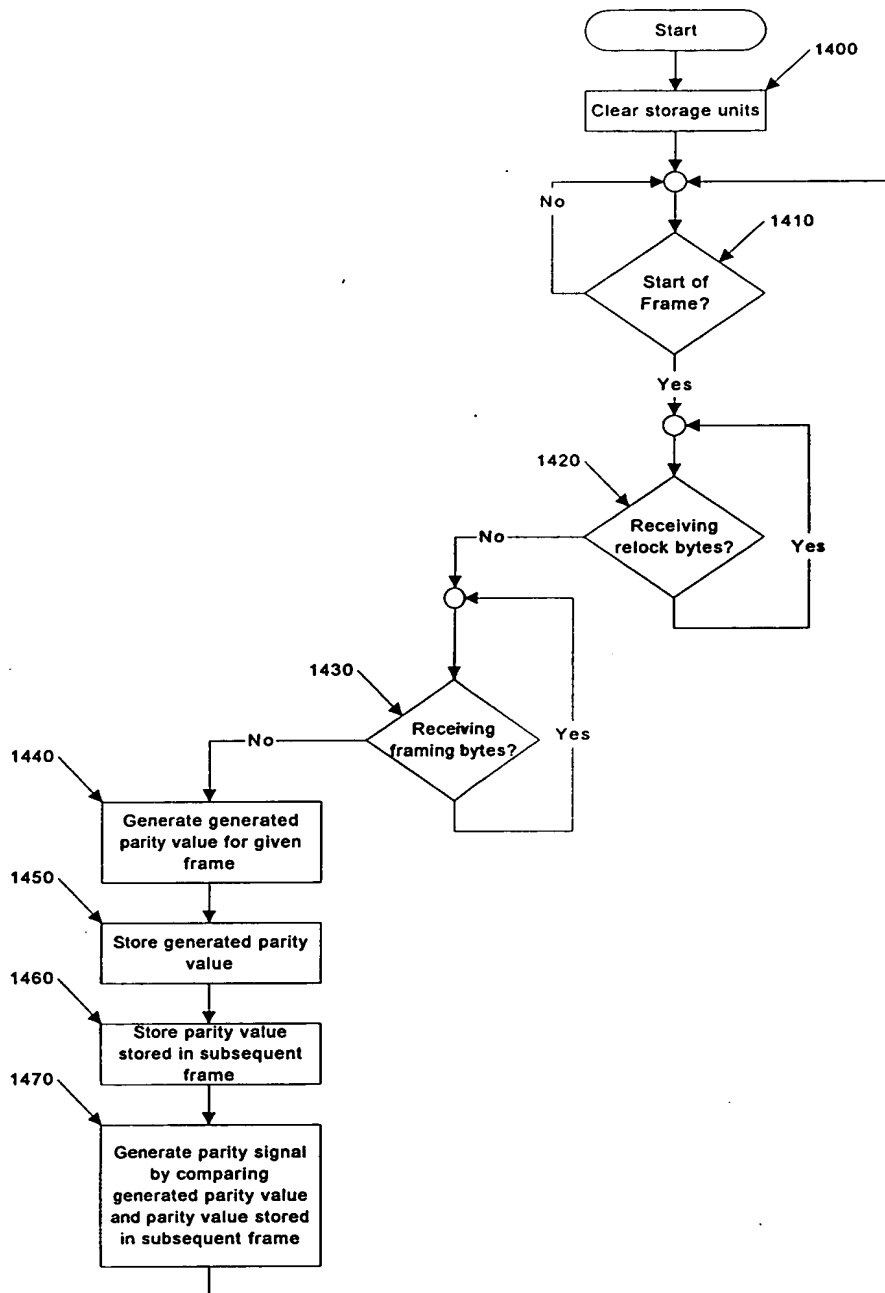 Start
1400
Clear storage units
No
1410
Start of
Frame?
Yes
1420
Receiving
relock bytes?
No
Yes
1430
Receiving
framing bytes?
No
Yes
1440
Generate generated
parity value for given
frame
1450
Store generated parity
value
1460
Store parity value
stored in subsequent
frame
1470
Generate parity signal
by comparing
generated parity value
and parity value stored
in subsequent frame